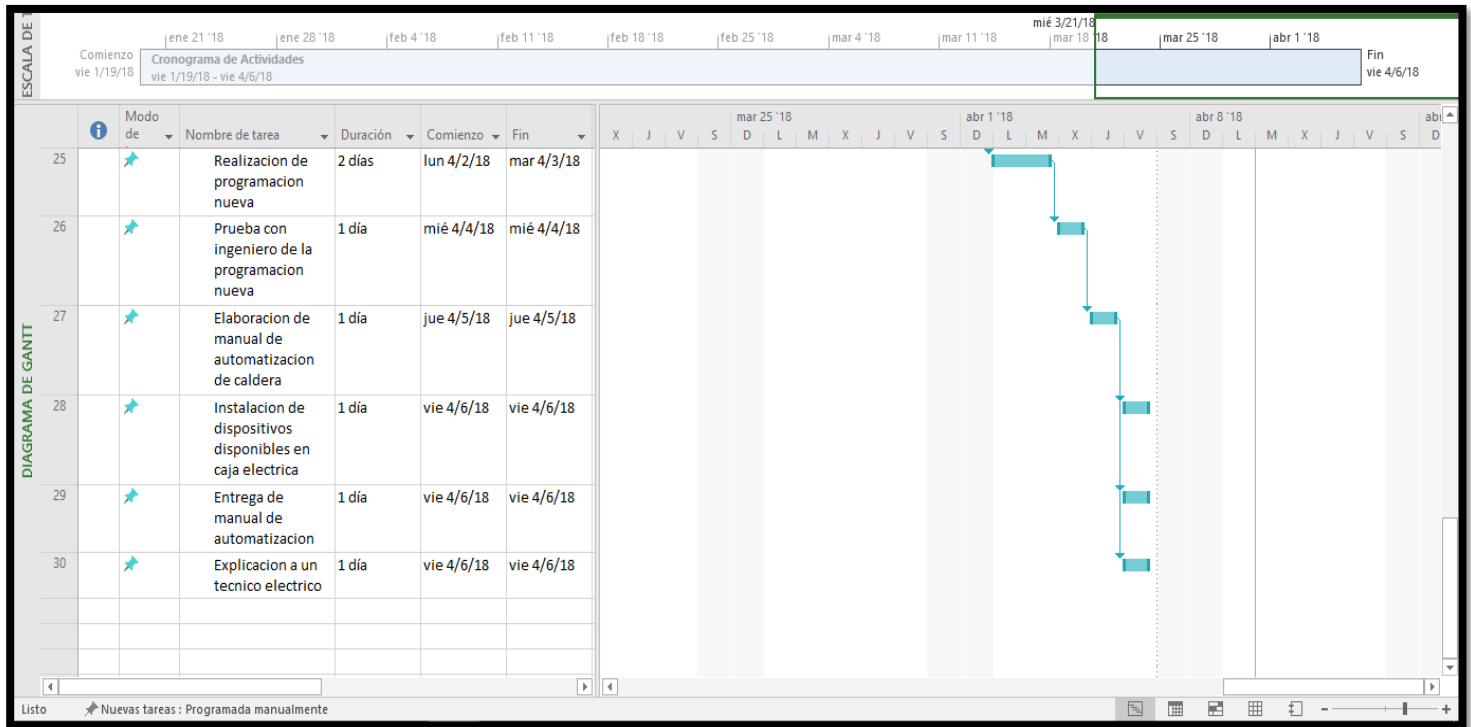 ESCALA DE T
mié 3/21/18
ene 21 '18 ene 28 '18 feb 4 '18 feb 11 '18 feb 18 '18 feb 25 '18 mar 4 '18 mar 11 '18 mar 18 '18 mar 25 '18 abr 1 '18
Comienzo
vie 1/19/18
Cronograma de Actividades
vie 1/19/18 - vie 4/6/18
Fin
vie 4/6/18
DIAGRAMA DE GANTT
Modo
de Nombre de tarea Duración Comienzo Fin
mar 25 '18 abr 1 '18 abr 8 '18 abr
X J V S D L M X J V S D L M X J V S D L M X J V S D
25 Realizacion de 2 días lun 4/2/18 mar 4/3/18
programacion
nueva
26 Prueba con 1 día mié 4/4/18 mié 4/4/18
ingeniero de la
programacion
nueva
27 Elaboracion de 1 día jue 4/5/18 jue 4/5/18
manual de
automatizacion
de caldera
28 Instalacion de 1 día vie 4/6/18 vie 4/6/18
dispositivos
disponibles en
caja electrica
29 Entrega de 1 día vie 4/6/18 vie 4/6/18
manual de
automatizacion
30 Explicacion a un 1 día vie 4/6/18 vie 4/6/18
tecnico electrico
Listo Nuevas tareas : Programada manualmente